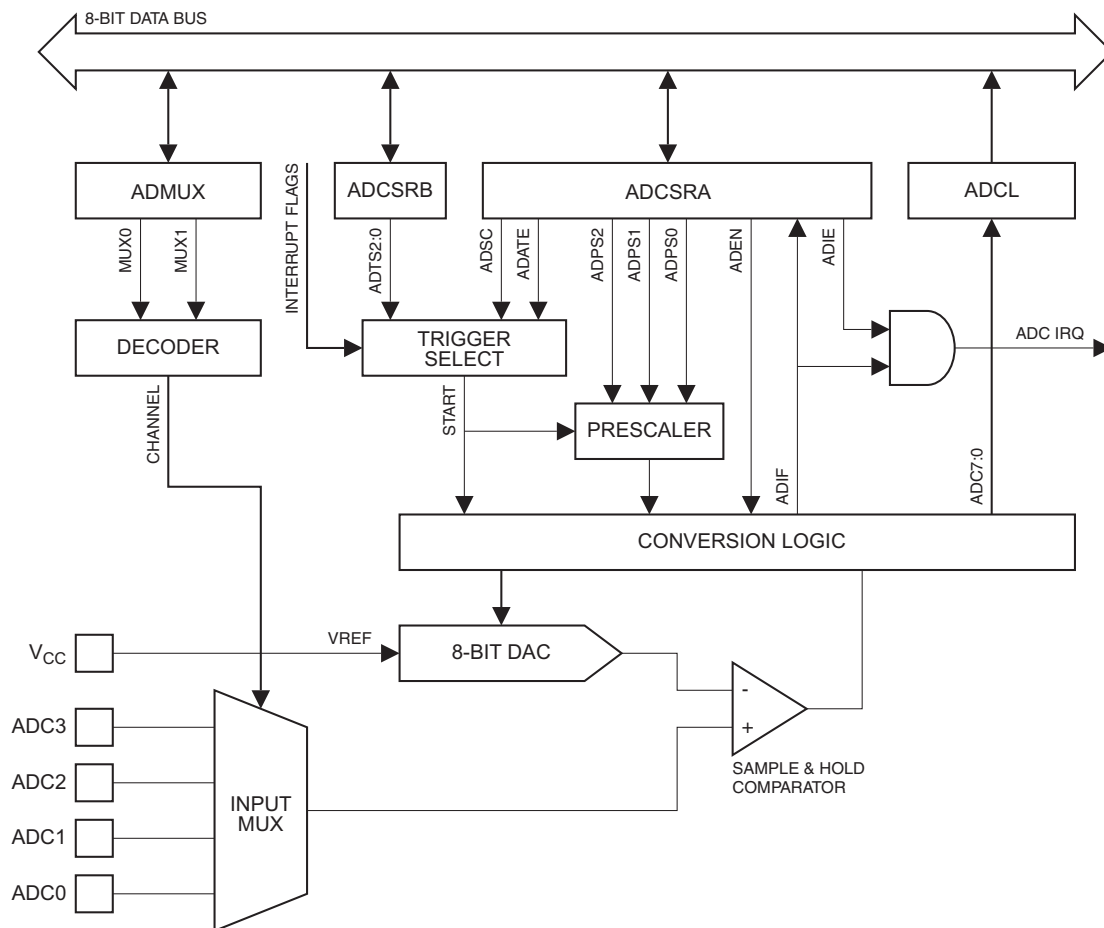 8-BIT DATA BUS
ADMUX
ADCSRB
ADCSRA
ADCL
INTERRUPT FLAGS
MUX0
MUX1
ADTS2:0
ADSC
ADATE
ADPS2
ADPS1
ADPS0
ADEN
ADIE
DECODER
TRIGGER
SELECT
ADC IRQ
CHANNEL
START
PRESCALER
ADIF
ADC7:0
CONVERSION LOGIC
VCC
VREF
8-BIT DAC
-
+
SAMPLE & HOLD
COMPARATOR
ADC3
ADC2
ADC1
ADC0
INPUT
MUX